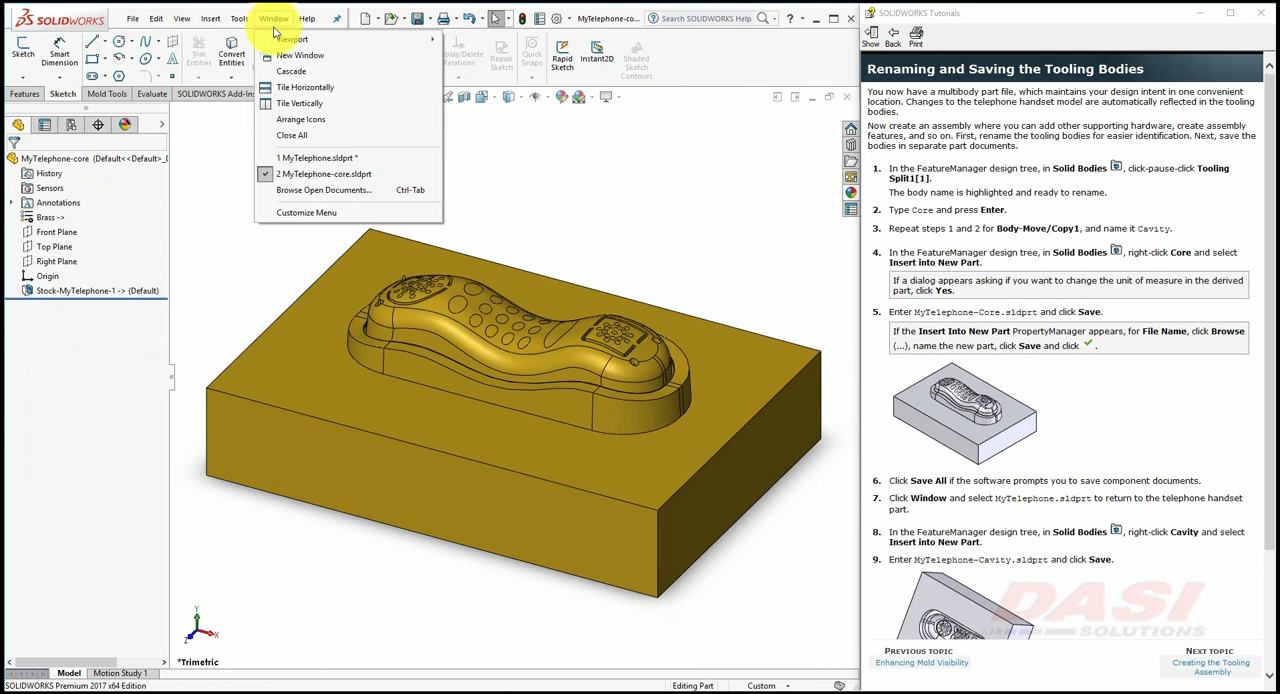 SOLIDWORKS
File Edit View Insert Tools Window Help
MyTelephone-co...
Search SOLIDWORKS Help
Sketch
Smart Dimension
Trim Entities
Convert Entities
Display/Delete Relations
Repair Sketch
Quick Snaps
Rapid Sketch
Instant2D
Shaded Sketch Contours
Features Sketch Mold Tools Evaluate SOLIDWORKS Add-Ins
Viewport
New Window
Cascade
Tile Horizontally
Tile Vertically
Arrange Icons
Close All
1 MyTelephone.sldprt *
2 MyTelephone-core.sldprt
Browse Open Documents... Ctrl-Tab
Customize Menu
MyTelephone-core (Default<<Default>_D
History
Sensors
Annotations
Brass ->
Front Plane
Top Plane
Right Plane
Origin
Stock-MyTelephone-1 -> (Default)
Y
X
Z
*Trimetric
Model Motion Study 1
SOLIDWORKS Premium 2017 x64 Edition
Editing Part Custom
SOLIDWORKS Tutorials
Show Back Print
Renaming and Saving the Tooling Bodies
You now have a multibody part file, which maintains your design intent in one convenient
location. Changes to the telephone handset model are automatically reflected in the tooling
bodies.
Now create an assembly where you can add other supporting hardware, create assembly
features, and so on. First, rename the tooling bodies for easier identification. Next, save the
bodies in separate part documents.
1. In the FeatureManager design tree, in Solid Bodies , click-pause-click Tooling
Split1[1].
The body name is highlighted and ready to rename.
2. Type Core and press Enter.
3. Repeat steps 1 and 2 for Body-Move/Copy1, and name it Cavity.
4. In the FeatureManager design tree, in Solid Bodies , right-click Core and select
Insert into New Part.
If a dialog appears asking if you want to change the unit of measure in the derived
part, click Yes.
5. Enter MyTelephone-Core.sldprt and click Save.
If the Insert Into New Part PropertyManager appears, for File Name, click Browse
(...), name the new part, click Save and click .
6. Click Save All if the software prompts you to save component documents.
7. Click Window and select MyTelephone.sldprt to return to the telephone handset
part.
8. In the FeatureManager design tree, in Solid Bodies , right-click Cavity and select
Insert into New Part.
9. Enter MyTelephone-Cavity.sldprt and click Save.
DASI
SOLUTIONS
PREVIOUS TOPIC
Enhancing Mold Visibility
NEXT TOPIC
Creating the Tooling
Assembly